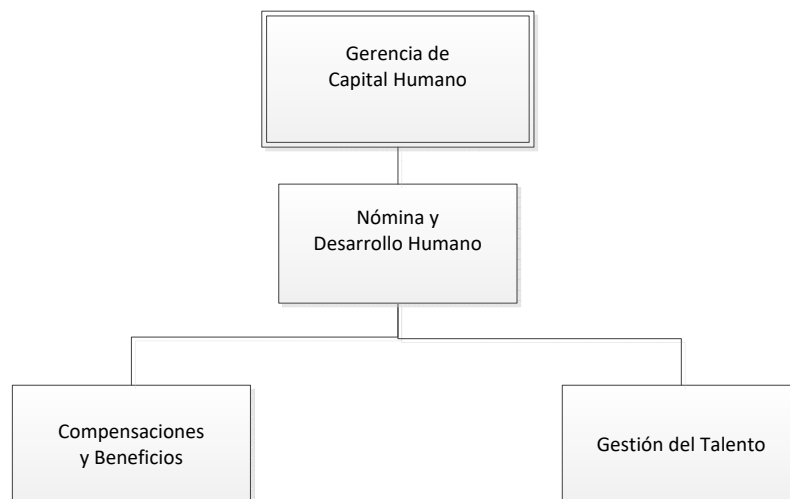 Gerencia de
Capital Humano
Nómina y
Desarrollo Humano
Compensaciones
y Beneficios
Gestión del Talento